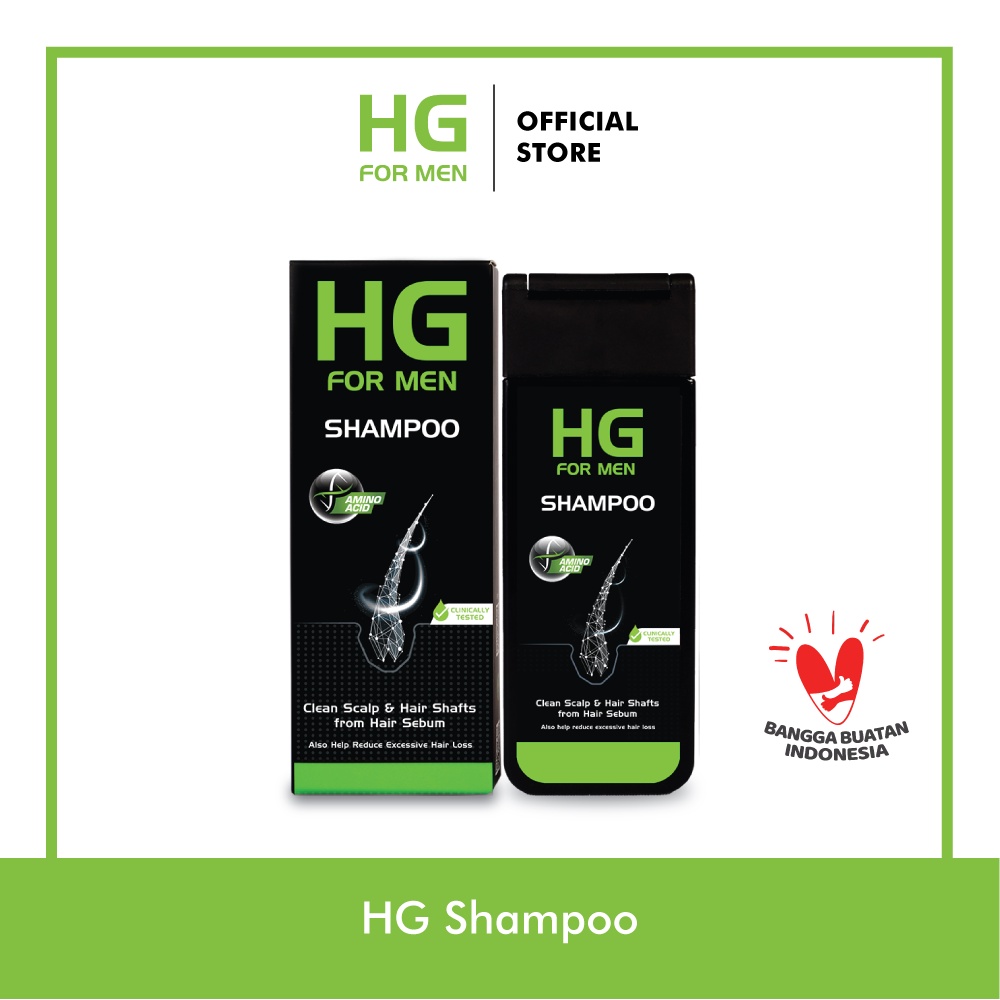 HG
FOR MEN
OFFICIAL
STORE
HG
FOR MEN
SHAMPOO
AMINO
ACID
CLINICALLY
TESTED
Clean Scalp & Hair Shafts
from Hair Sebum
Also Help Reduce Excessive Hair Loss
HG
FOR MEN
SHAMPOO
AMINO
ACID
CLINICALLY
TESTED
Clean Scalp & Hair Shafts
from Hair Sebum
Also help reduce excessive hair loss
BANGGA BUATAN
INDONESIA
HG Shampoo